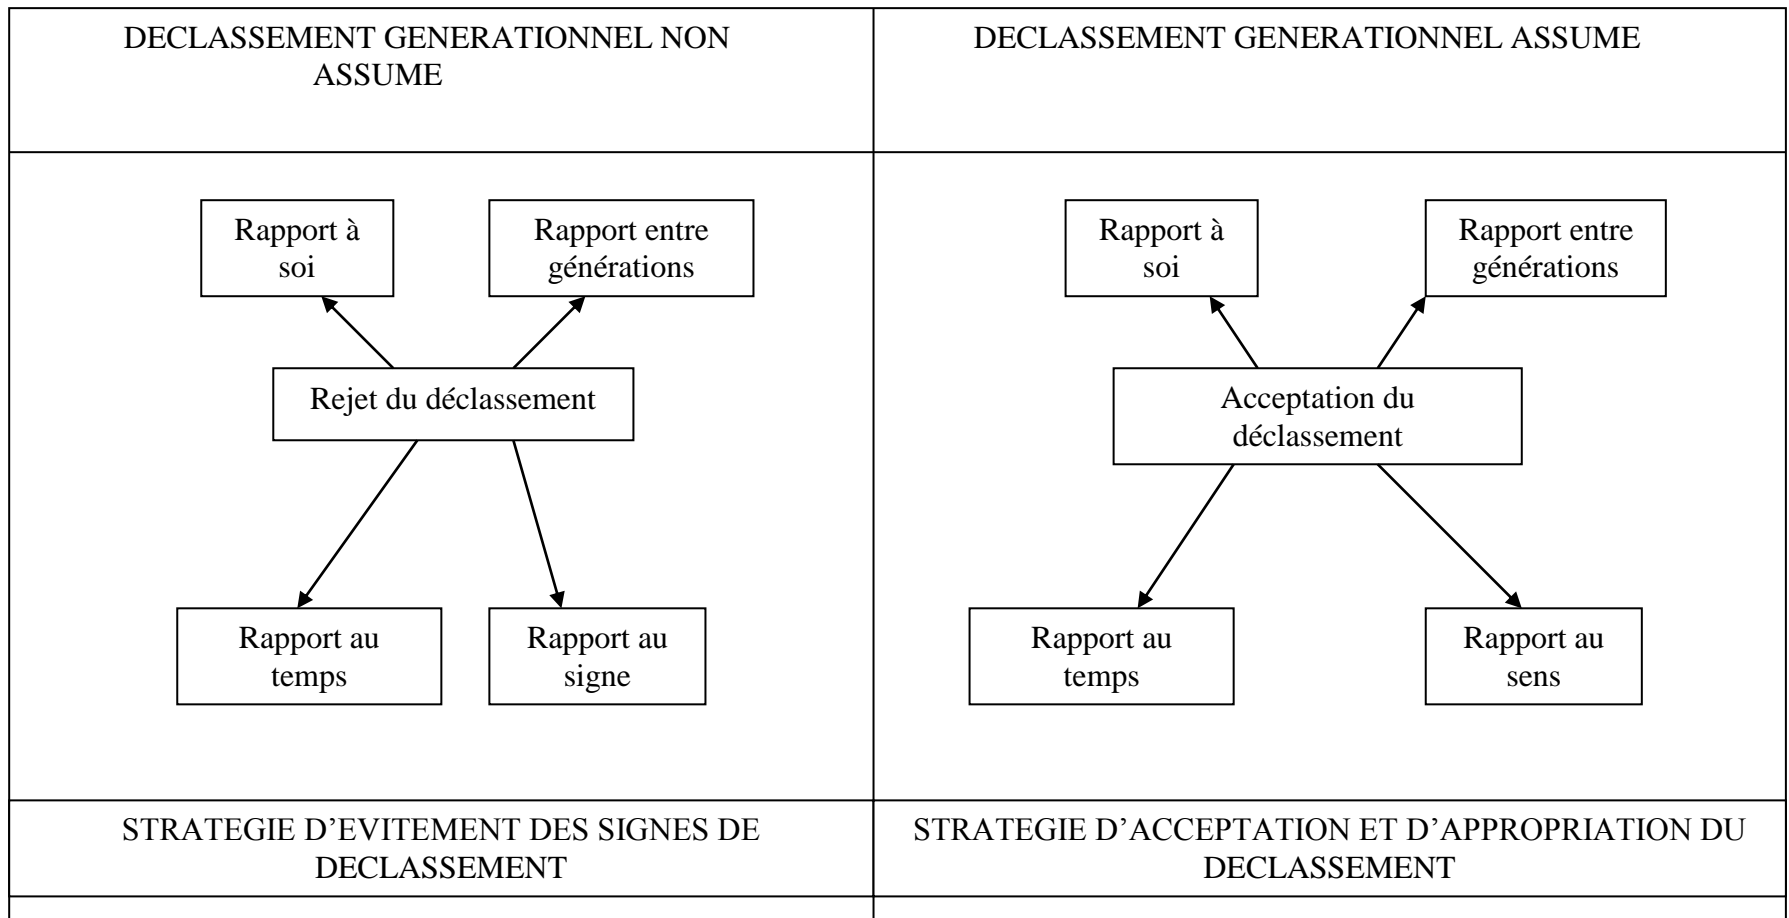 DECLASSEMENT GENERATIONNEL NON
ASSUME
DECLASSEMENT GENERATIONNEL ASSUME
Rapport à
soi
Rapport entre
générations
Rejet du déclassement
Rapport au
temps
Rapport au
signe
Rapport à
soi
Rapport entre
générations
Acceptation du
déclassement
Rapport au
temps
Rapport au
sens
STRATEGIE D’EVITEMENT DES SIGNES DE
DECLASSEMENT
STRATEGIE D’ACCEPTATION ET D’APPROPRIATION DU
DECLASSEMENT